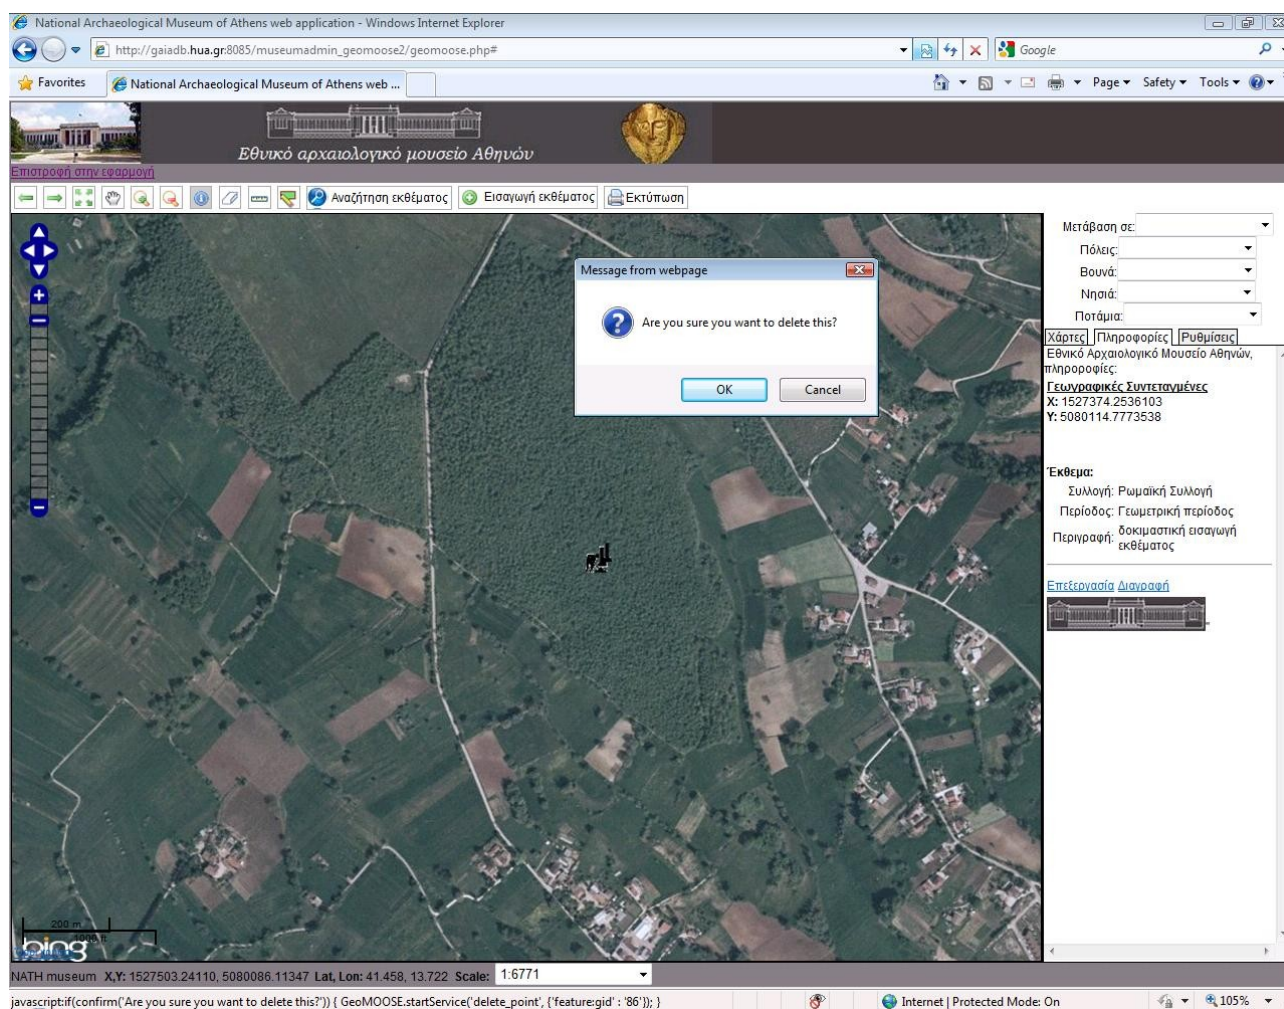 National Archaeological Museum of Athens web application - Windows Internet Explorer
http://gaiadb.hua.gr:8085/museumadmin_geomoose2/geomoose.php#
Google
Favorites
National Archaeological Museum of Athens web ...
Page
Safety
Tools
Εθνικό αρχαιολογικό μουσείο Αθηνών
Επιστροφή στην εφαρμογή
Αναζήτηση εκθέματος
Εισαγωγή εκθέματος
Εκτύπωση
Message from webpage
Are you sure you want to delete this?
OK
Cancel
Μετάβαση σε:
Πόλεις:
Βουνά:
Νησιά:
Ποτάμια:
Χάρτες
Πληροφορίες
Ρυθμίσεις
Εθνικό Αρχαιολογικό Μουσείο Αθηνών,
πληροροφίες:
Γεωγραφικές Συντεταγμένες
X: 1527374.2536103
Y: 5080114.7773538
Έκθεμα:
Συλλογή: Ρωμαϊκή Συλλογή
Περίοδος: Γεωμετρική περίοδος
Περιγραφή: δοκιμαστική εισαγωγή
εκθέματος
Επεξεργασία Διαγραφή
200 m
1000 ft
bing
NATH museum X,Y: 1527503.24110, 5080086.11347 Lat, Lon: 41.458, 13.722 Scale: 1:6771
javascript:if(confirm('Are you sure you want to delete this?')) { GeoMOOSE.startService('delete_point', {'feature:gid' : '86'}); }
Internet | Protected Mode: On
105%